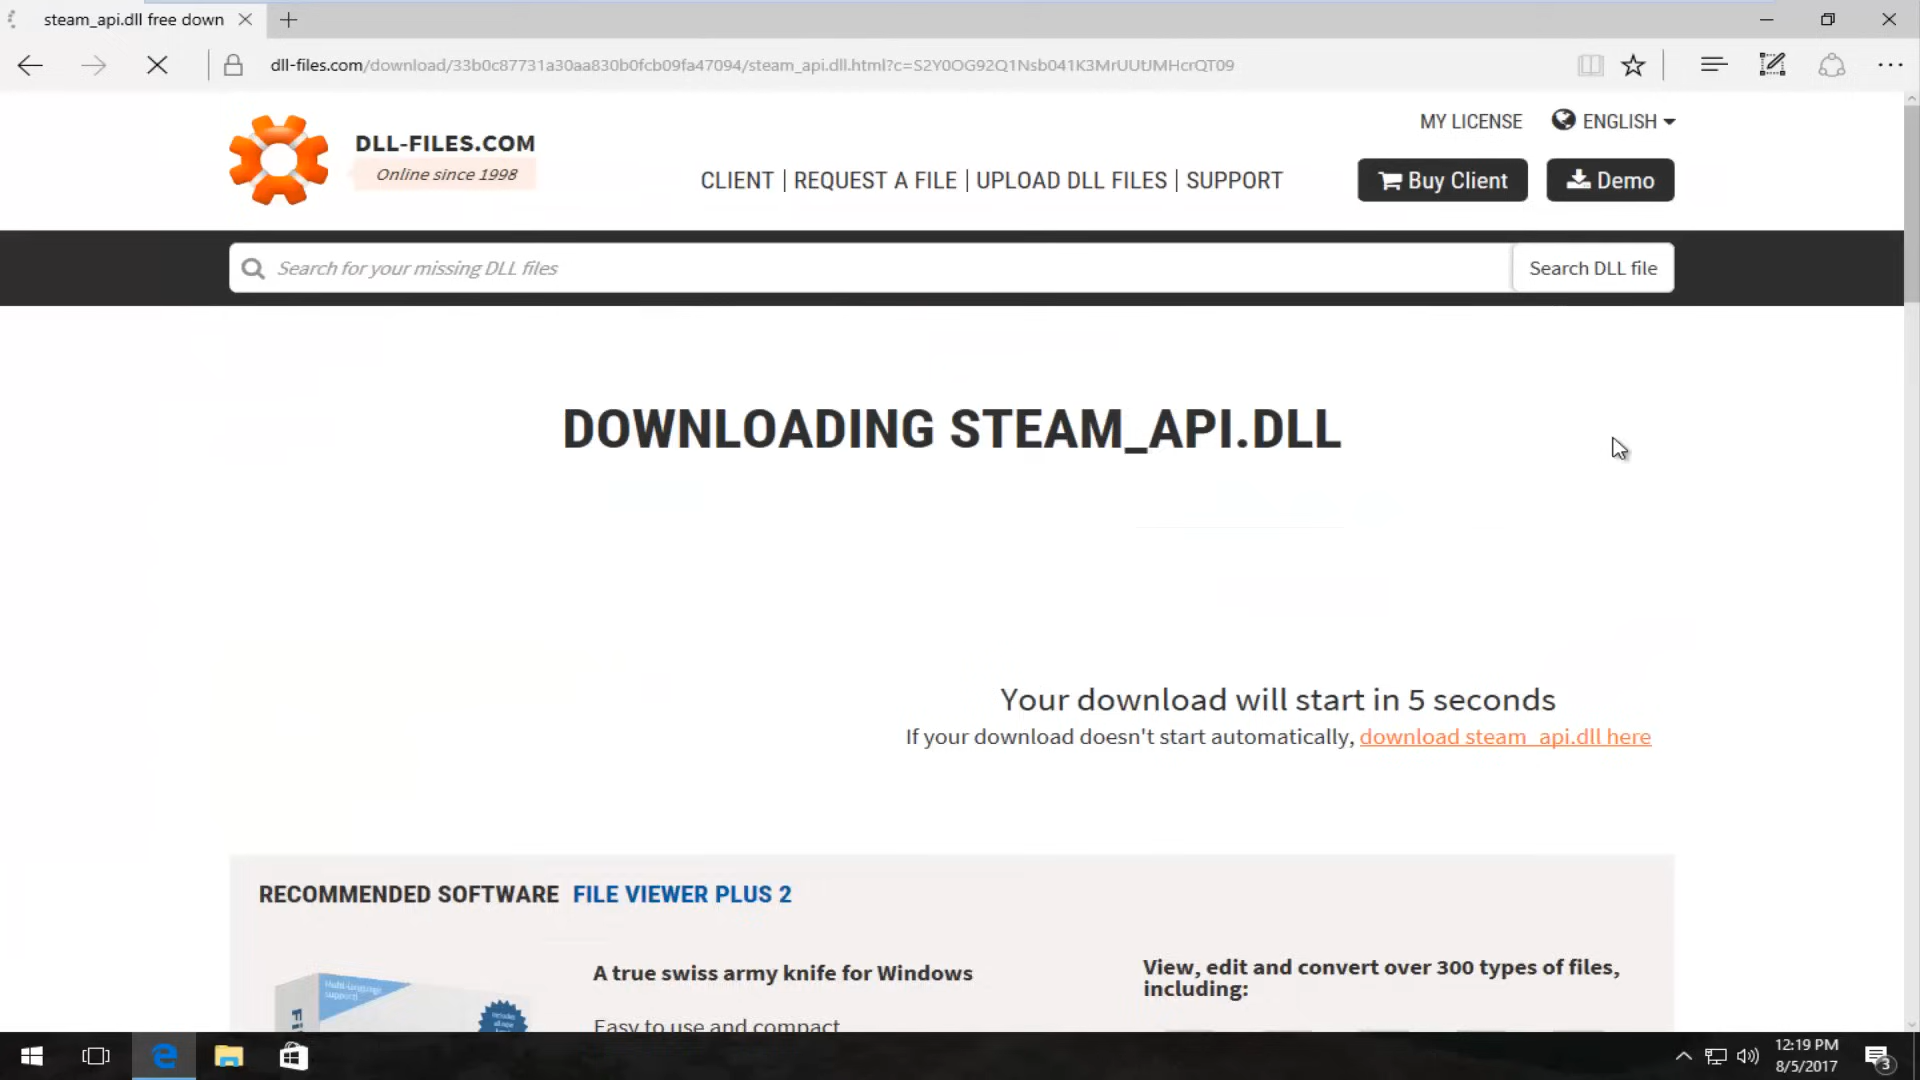 steam_api.dll free down
dll-files.com/download/33b0c87731a30aa830b0fcb09fa47094/steam_api.dll.html?c=S2Y0OG92Q1Nsb041K3MrUUtJMHcrQT09
MY LICENSE ENGLISH
DLL-FILES.COM
Online since 1998
CLIENT | REQUEST A FILE | UPLOAD DLL FILES | SUPPORT
Buy Client Demo
Search for your missing DLL files Search DLL file
DOWNLOADING STEAM_API.DLL
Your download will start in 5 seconds
If your download doesn't start automatically, download steam_api.dll here
RECOMMENDED SOFTWARE FILE VIEWER PLUS 2
A true swiss army knife for Windows
View, edit and convert over 300 types of files,
including:
Multi-language
support!
Easy to use and compact
12:19 PM
8/5/2017
3